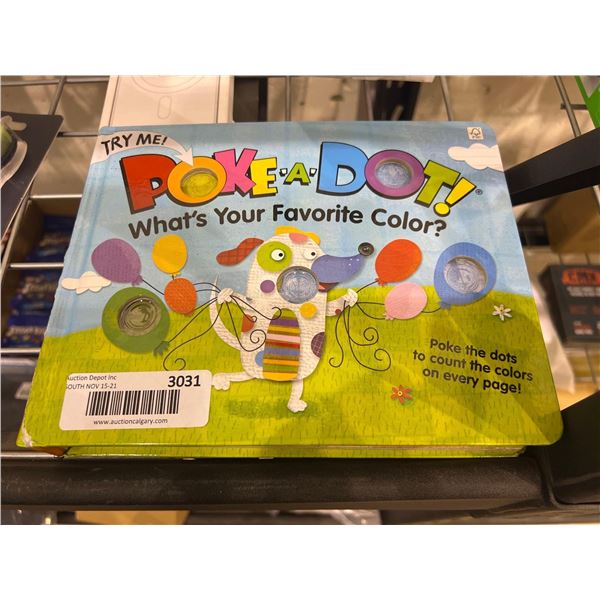 TRY ME!
POKE·A·DOT!®
What's Your Favorite Color?
Poke the dots
to count the colors
on every page!
Auction Depot Inc
SOUTH NOV 15-21
3031
www.auctioncalgary.com